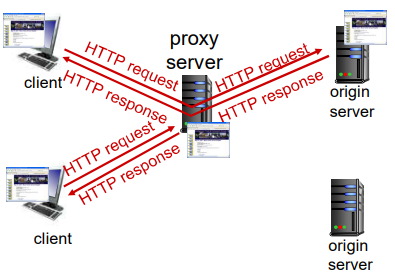 proxy
server
HTTP request
HTTP response
HTTP request
HTTP response
client
origin
server
HTTP request
HTTP response
client
origin
server